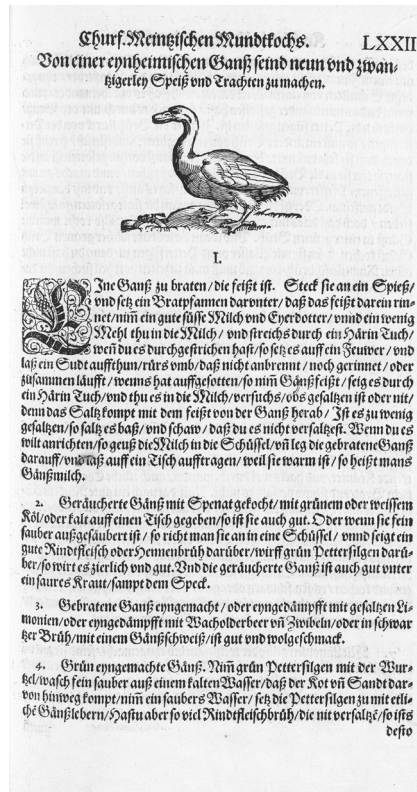 Churf. Meintzischen Mundtkochs.
LXXII
Von einer eynheimischen Ganß seind neun vnd zwan⸗
tzigerley Speiß vnd Trachten zu machen.
I.
EIne Ganß zu braten / die feißt ist. Steck sie an ein Spieß /
vnd setz ein Bratpfannen darvnter / daß das feißt darein rin⸗
net / nim̃ ein gute süsse Milch vnd Eyerdotter / vnnd ein wenig
Mehl thu in die Milch / vnd streichs durch ein Härin Tuch /
weñ du es durchgestrichen hast / so setz es auff ein Feuwer / vnd
laß ein Sudt auffthun / rürs vmb / daß nicht anbrennt / noch gerinnet / oder
zusammen läufft / wenns hat auffgesotten / so nim̃ Gänßfeißt / seig es durch
ein Härin Tuch / vnd thu es in die Milch / versuchs / obs gesaltzen ist oder nit /
denn das Saltz kompt mit dem feißt von der Ganß herab / Ist es zu wenig
gesaltzen / so saltz es baß / vnd schaw / daß du es nicht versaltzest. Wenn du es
wilt anrichten / so geuß die Milch in die Schüssel / vñ leg die gebratene Ganß
darauff / vnd laß auff ein Tisch aufftragen / weil sie warm ist / so heißt mans
Gänßmilch.
2. Geräucherte Gänß mit Spenat gekocht / mit grünem oder weissem
Köl / oder kalt auff einen Tisch gegeben / so ist sie auch gut. Oder wenn sie fein
sauber außgesäubert ist / so richt man sie an in eine Schüssel / vnnd seigt ein
gute Rindtfleisch oder Hennenbrüh darüber / wirff grün Pettersilgen darü⸗
ber / so wirt es zierlich vnd gut. Vnd die geräucherte Ganß ist auch gut vnter
ein saures Kraut / sampt dem Speck.
3. Gebratene Ganß eyngemacht / oder eyngedämpfft mit gesaltzen Li⸗
monien / oder eyngedämpfft mit Wacholderbeer vñ Zwibeln / oder in schwar
tzer Brüh / mit einem Gänßschweiß / ist gut vnd wolgeschmack.
4. Grün eyngemachte Gänß. Nim̃ grün Pettersilgen mit der Wur⸗
tzel / wasch fein sauber auß einem kalten Wasser / daß der Kot vñ Sandt dar⸗
von hinweg kompt / nim̃ ein saubers Wasser / setz die Pettersilgen zu mit etli⸗
chẽ Gänßlebern / Hastu aber so viel Rindtfleischbrüh / die nit versaltzẽ / so ists
desto